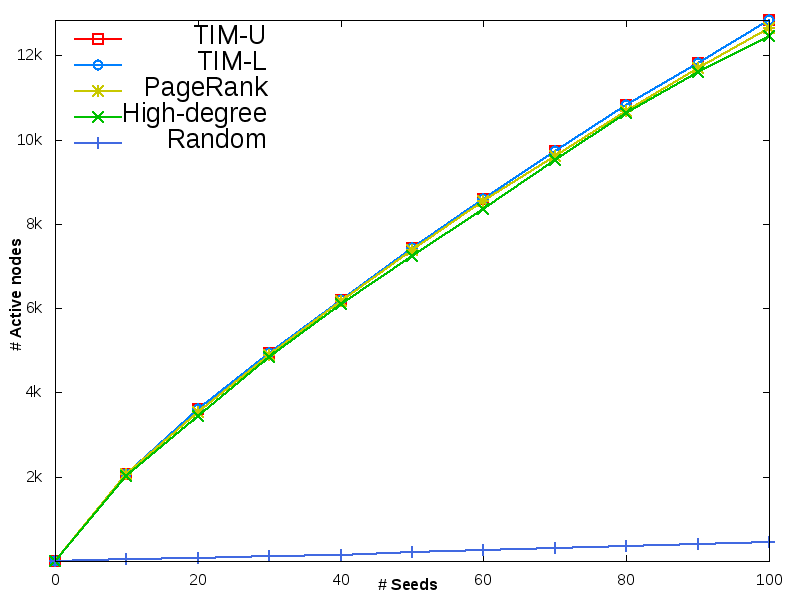 TIM-U
TIM-L
PageRank
High-degree
Random
12k
10k
8k
6k
4k
2k
# Active nodes
0
20
40
60
80
100
# Seeds